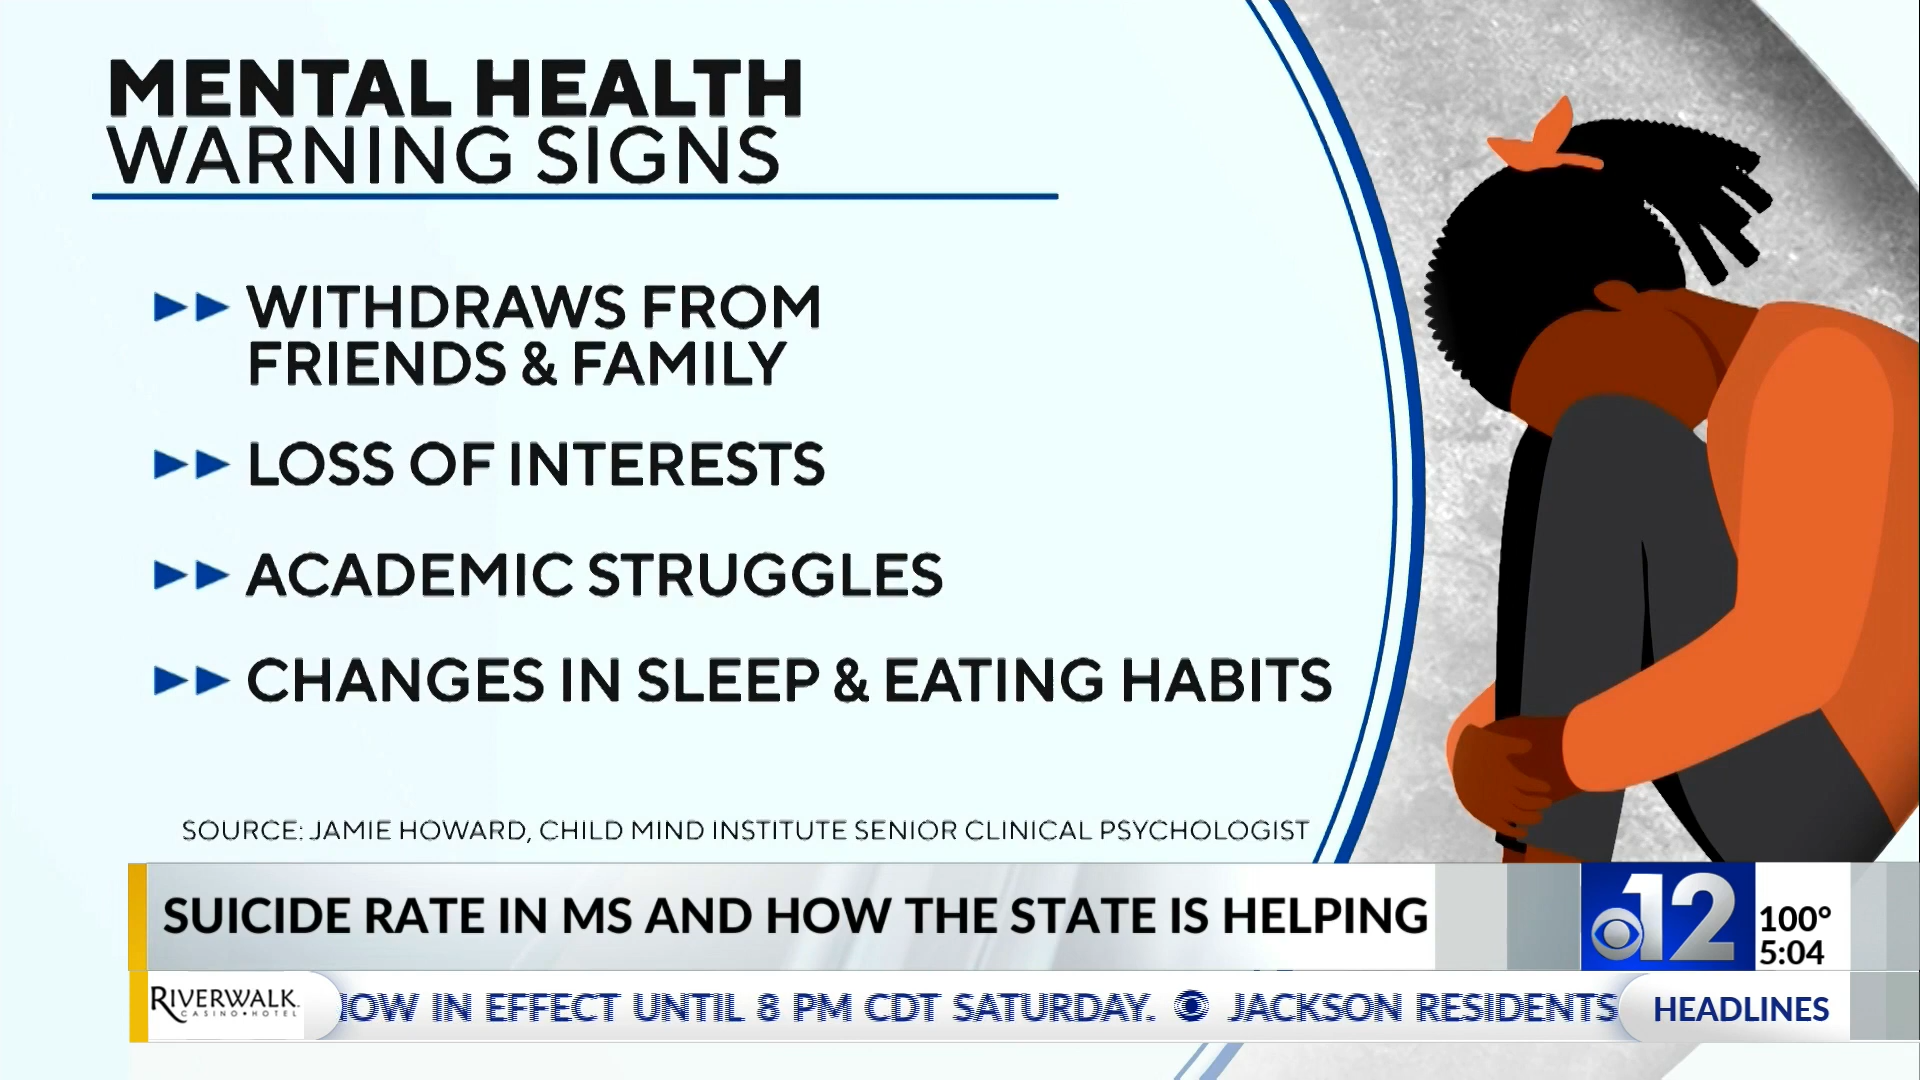 MENTAL HEALTH
WARNING SIGNS
WITHDRAWS FROM
FRIENDS & FAMILY
LOSS OF INTERESTS
ACADEMIC STRUGGLES
CHANGES IN SLEEP & EATING HABITS
SOURCE: JAMIE HOWARD, CHILD MIND INSTITUTE SENIOR CLINICAL PSYCHOLOGIST
SUICIDE RATE IN MS AND HOW THE STATE IS HELPING
12
100°
5:04
RIVERWALK
CASINO • HOTEL
IN EFFECT UNTIL 8 PM CDT SATURDAY. JACKSON RESIDENTS
HEADLINES